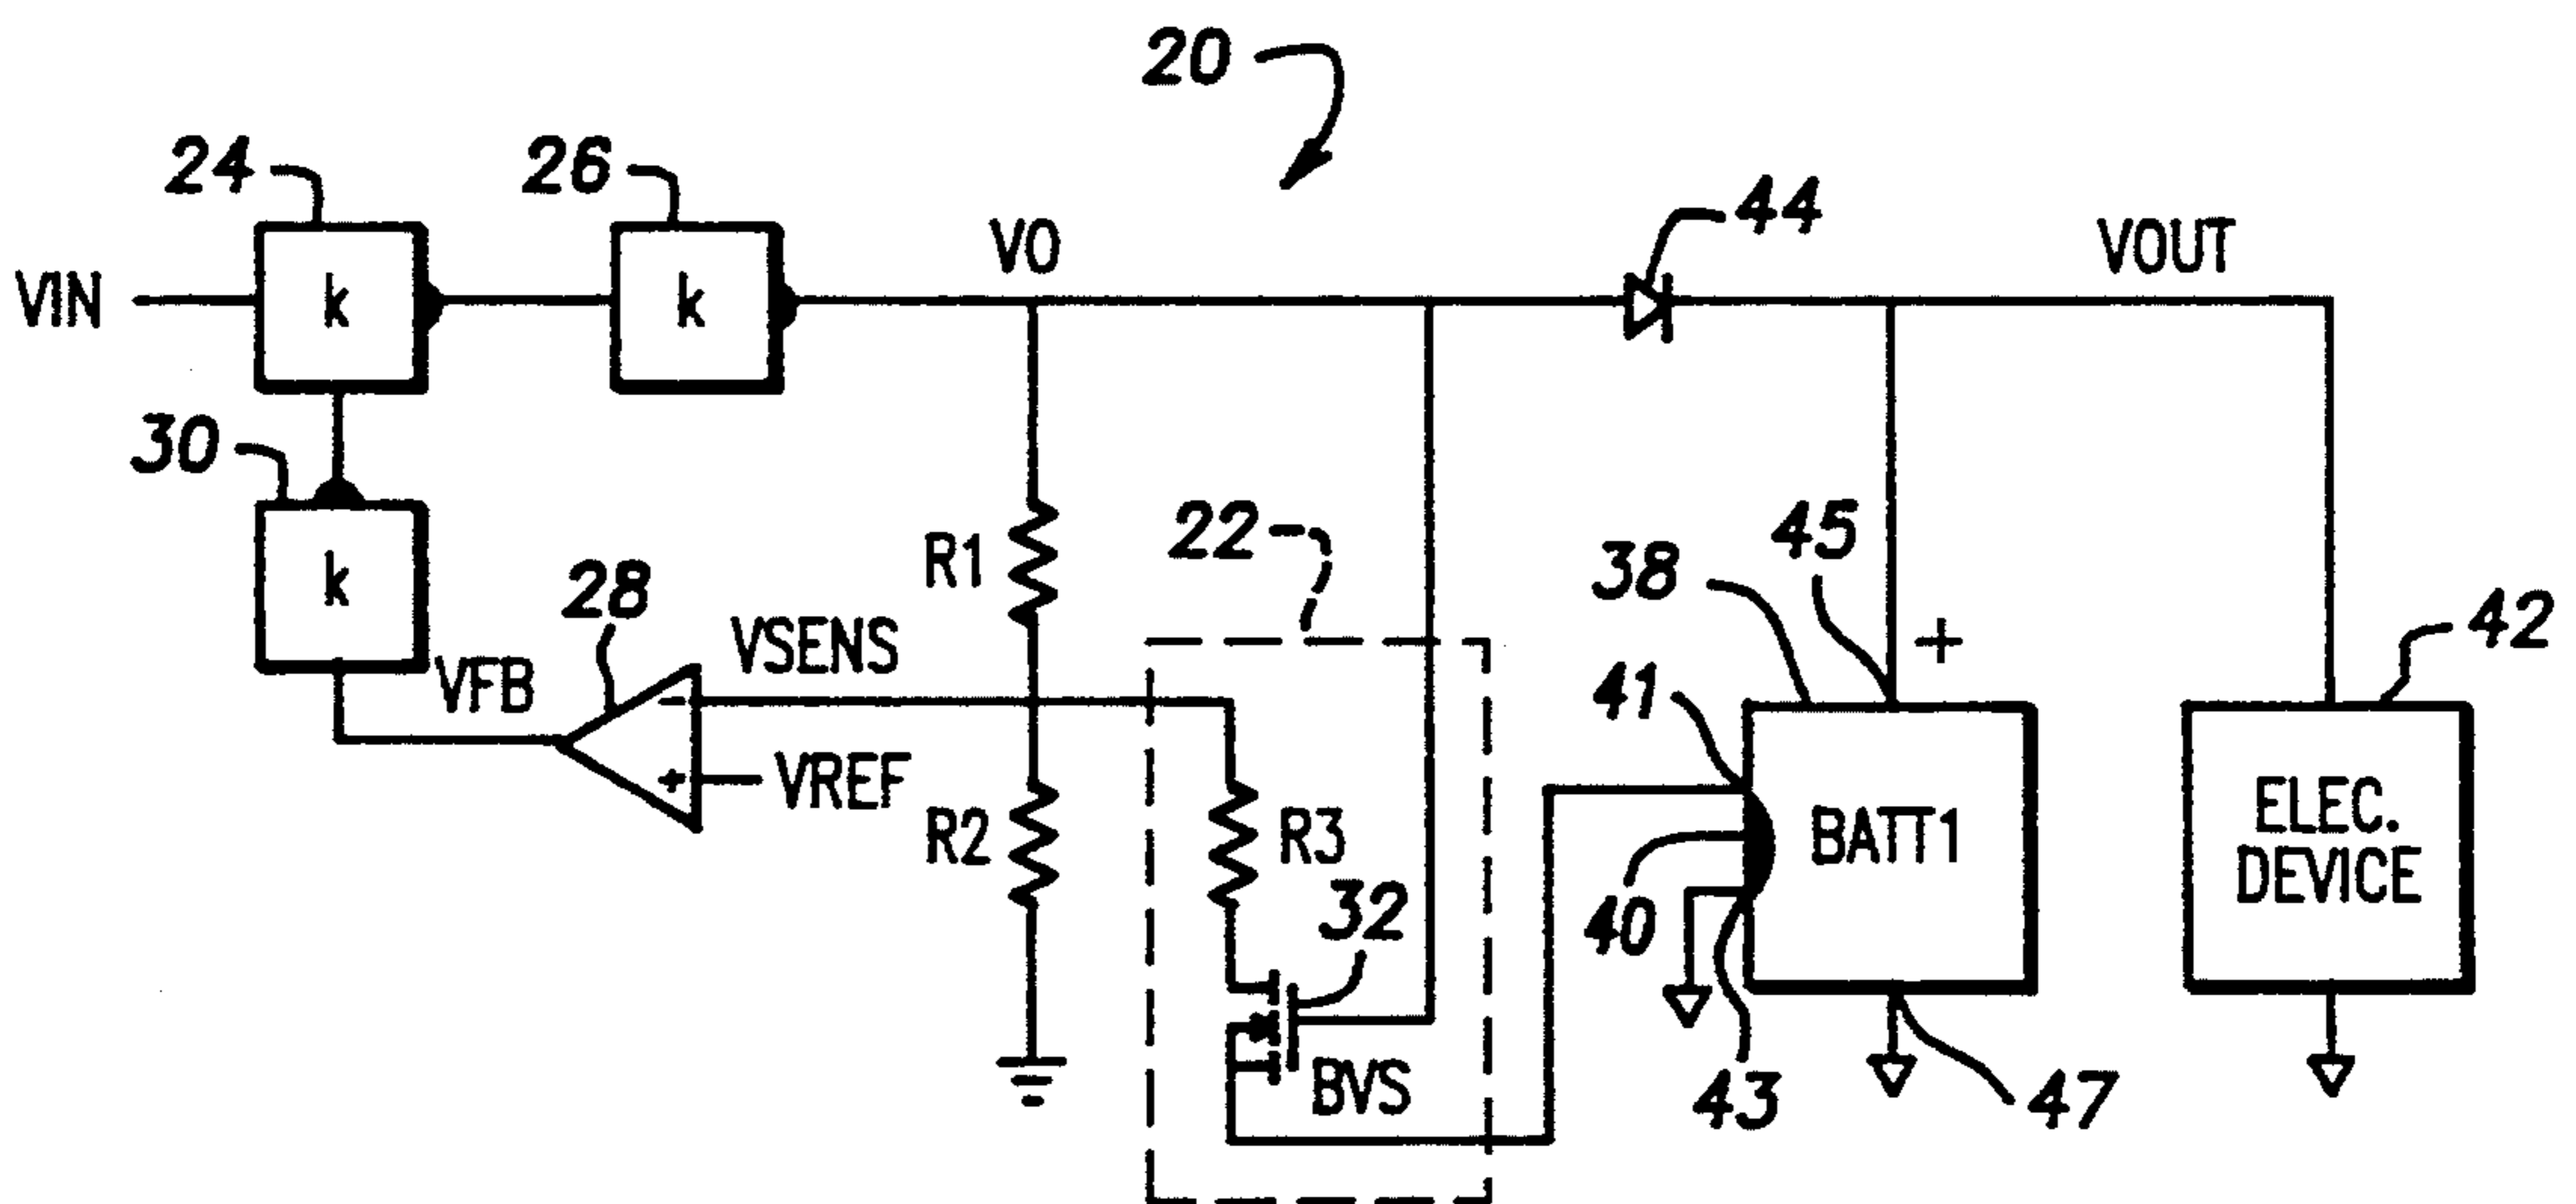 20
24
26
44
VIN
k
k
VO
VOUT
30
k
28
R1
22
45
38
42
VFB
VSENS
-
+
VREF
41
+
R2
R3
32
40
BATT1
ELEC.
DEVICE
BVS
43
47